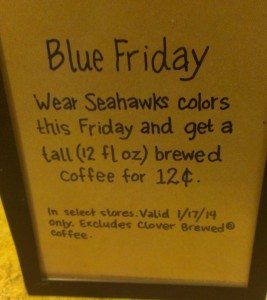 Blue Friday
Wear Seahawks colors
this Friday and get a
tall (12 fl oz) brewed
coffee for 12¢.
In select stores. Valid 1/17/14
only. Excludes Clover Brewed®
coffee.